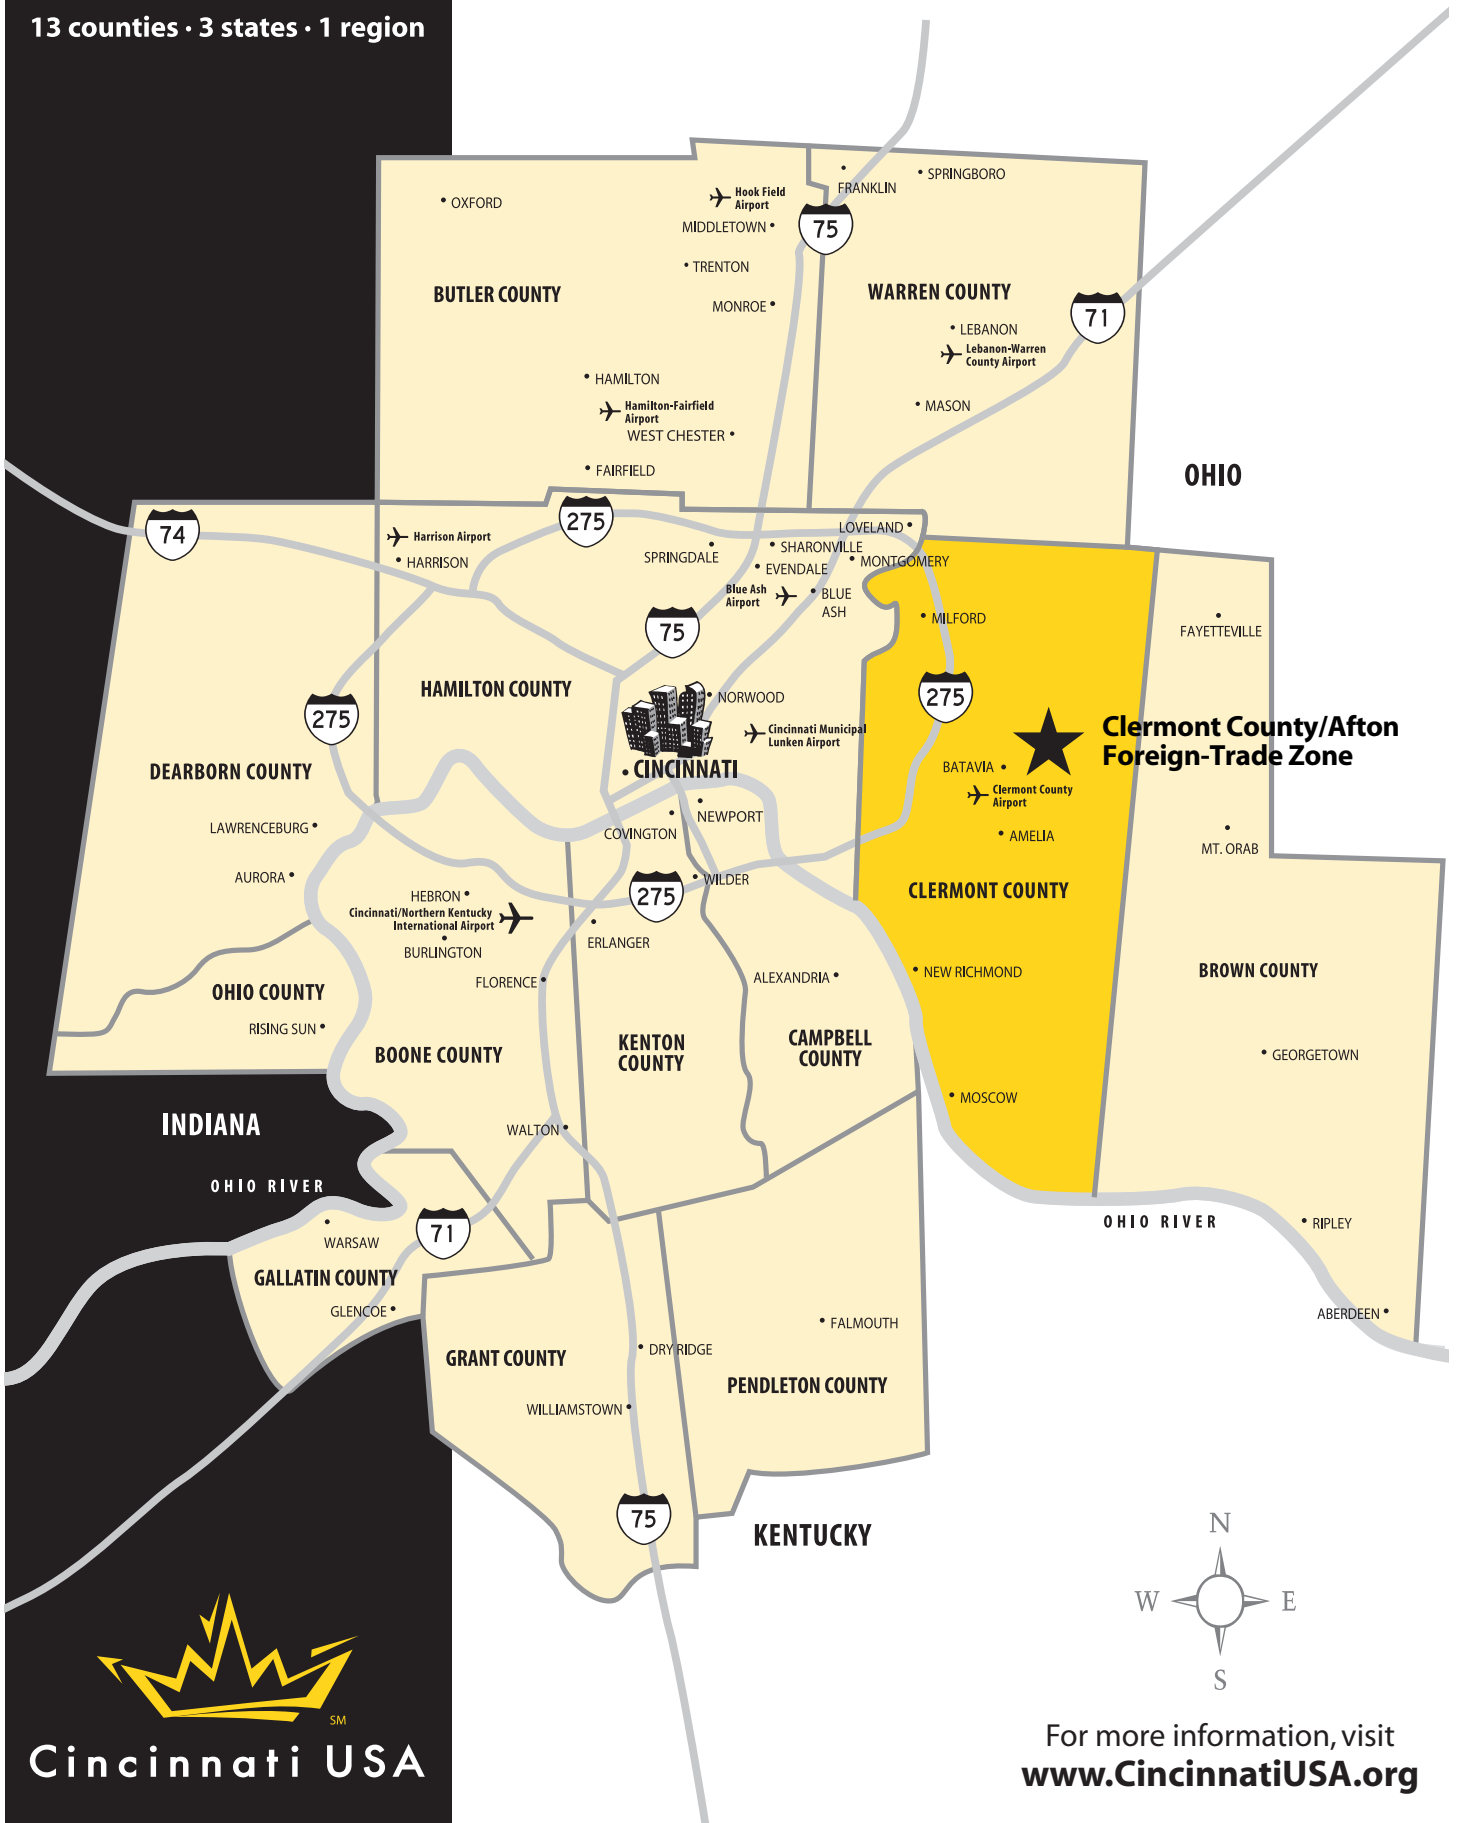 13 counties · 3 states · 1 region
FRANKLIN
SPRINGBORO
OXFORD
Hook Field
Airport
MIDDLETOWN
75
TRENTON
BUTLER COUNTY
WARREN COUNTY
MONROE
71
LEBANON
Lebanon-Warren
County Airport
HAMILTON
Hamilton-Fairfield
Airport
MASON
WEST CHESTER
FAIRFIELD
OHIO
74
275
Harrison Airport
HARRISON
LOVELAND
SPRINGDALE
SHARONVILLE
MONTGOMERY
EVENDALE
Blue Ash
Airport
BLUE
ASH
MILFORD
FAYETTEVILLE
75
HAMILTON COUNTY
NORWOOD
275
275
Cincinnati Municipal
Lunken Airport
Clermont County/Afton
Foreign-Trade Zone
DEARBORN COUNTY
CINCINNATI
BATAVIA
Clermont County
Airport
LAWRENCEBURG
COVINGTON
NEWPORT
AMELIA
MT. ORAB
AURORA
HEBRON
275
WILDER
CLERMONT COUNTY
Cincinnati/Northern Kentucky
International Airport
BURLINGTON
ERLANGER
FLORENCE
ALEXANDRIA
NEW RICHMOND
BROWN COUNTY
OHIO COUNTY
RISING SUN
BOONE COUNTY
KENTON
COUNTY
CAMPBELL
COUNTY
GEORGETOWN
MOSCOW
INDIANA
WALTON
OHIO RIVER
OHIO RIVER
RIPLEY
WARSAW
71
GALLATIN COUNTY
GLENCOE
ABERDEEN
FALMOUTH
GRANT COUNTY
DRY RIDGE
PENDLETON COUNTY
WILLIAMSTOWN
75
KENTUCKY
N
W
E
S
SM
Cincinnati USA
For more information, visit
www.CincinnatiUSA.org